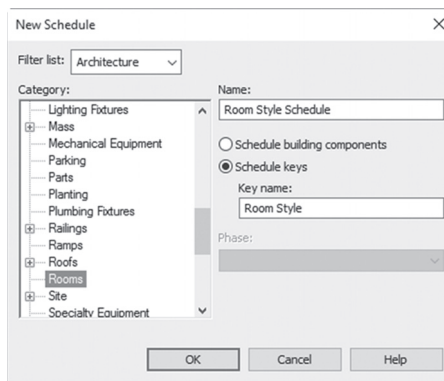 New Schedule
Filter list: Architecture
Category:
Lighting Fixtures
Mass
Mechanical Equipment
Parking
Parts
Planting
Plumbing Fixtures
Railings
Ramps
Roofs
Rooms
Site
Specialty Equipment
Name:
Room Style Schedule
Schedule building components
Schedule keys
Key name:
Room Style
Phase:
OK Cancel Help